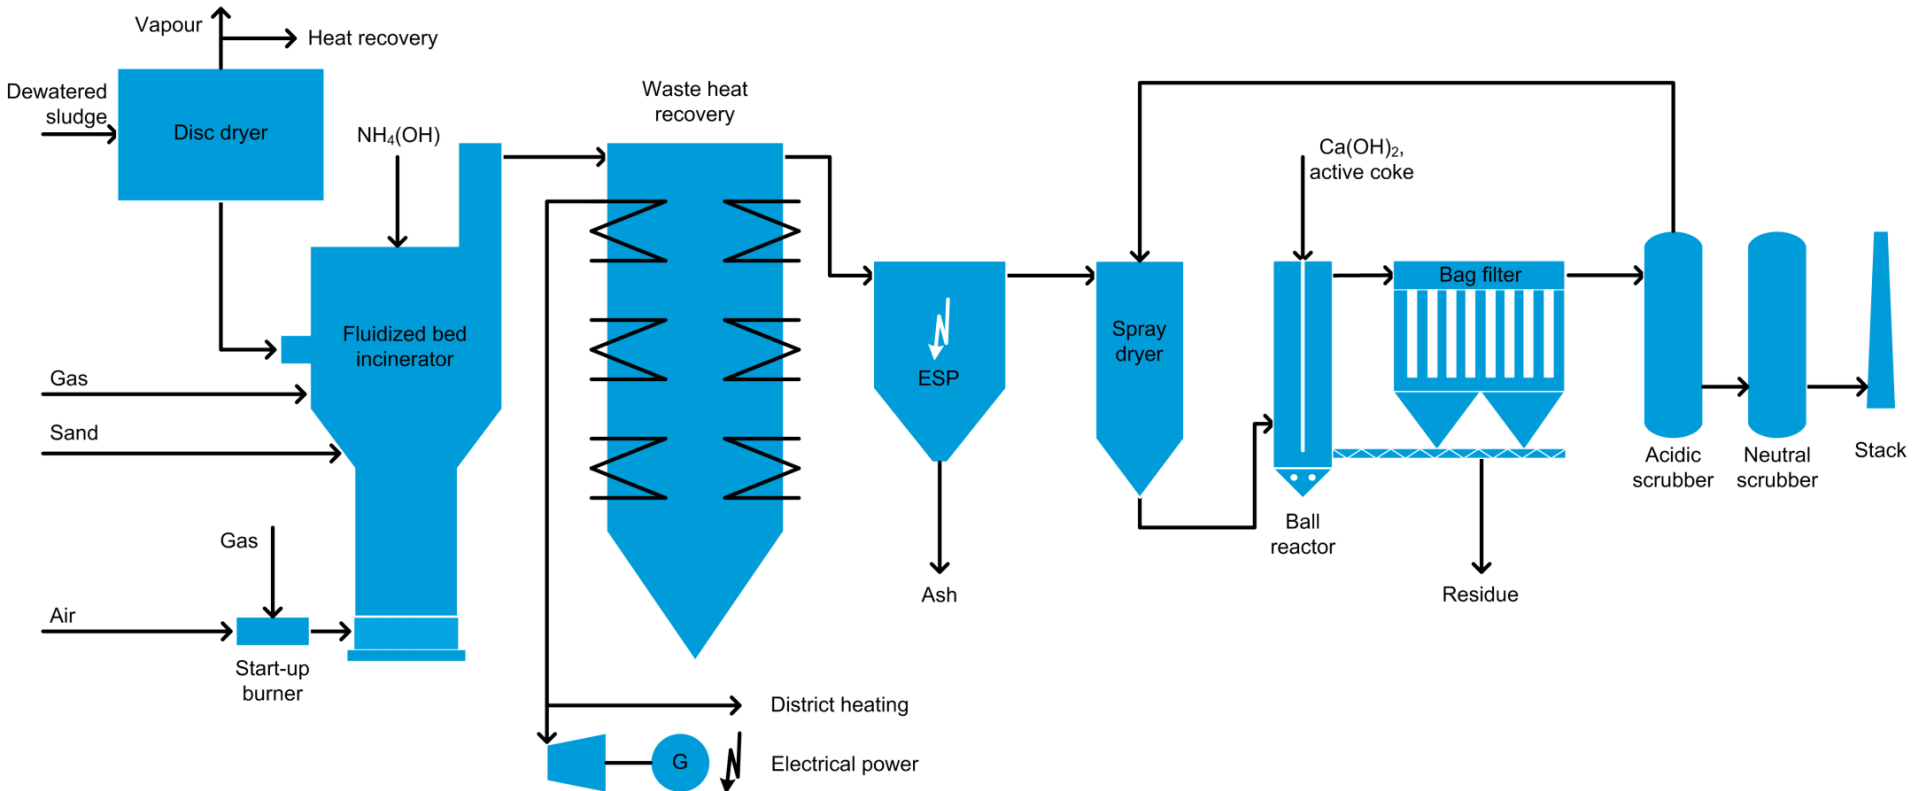 Vapour
Heat recovery
Dewatered
sludge
Disc dryer
NH₄(OH)
Waste heat
recovery
Ca(OH)₂,
active coke
Fluidized bed
incinerator
Gas
Sand
Gas
Air
Start-up
burner
District heating
G
Electrical power
ESP
Ash
Spray
dryer
Ball
reactor
Bag filter
Residue
Acidic
scrubber
Neutral
scrubber
Stack